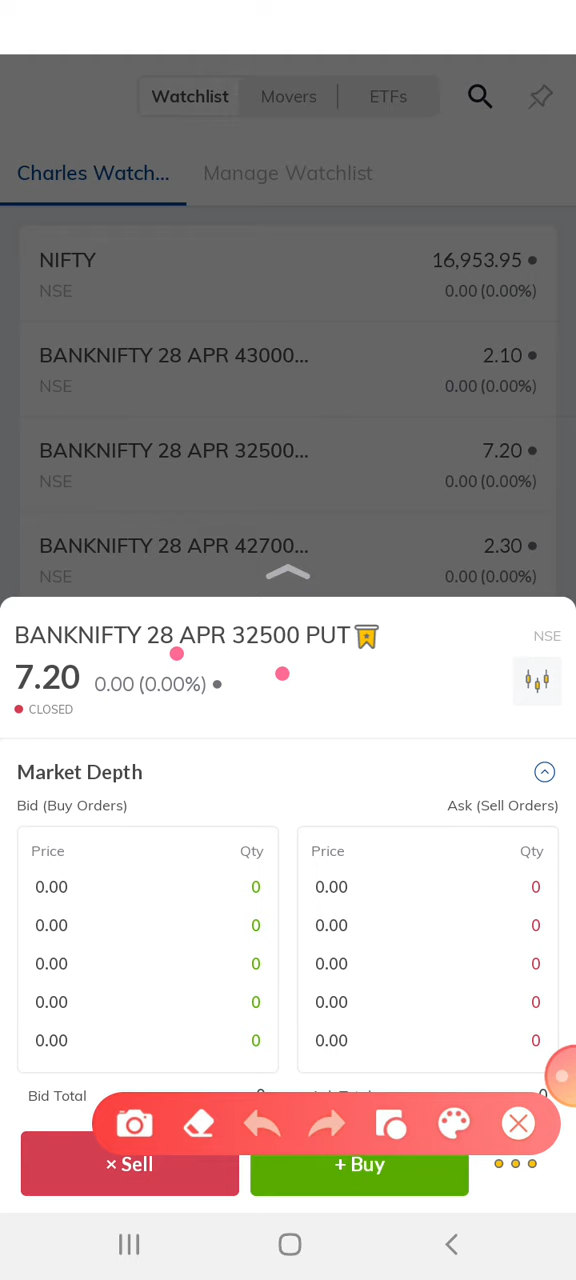 Watchlist Movers ETFs
Charles Watch... Manage Watchlist
NIFTY 16,953.95
NSE 0.00 (0.00%)
BANKNIFTY 28 APR 43000... 2.10
NSE 0.00 (0.00%)
BANKNIFTY 28 APR 32500... 7.20
NSE 0.00 (0.00%)
BANKNIFTY 28 APR 42700... 2.30
NSE 0.00 (0.00%)
BANKNIFTY 28 APR 32500 PUT NSE
7.20 0.00 (0.00%)
CLOSED
Market Depth
Bid (Buy Orders) Ask (Sell Orders)
Price Qty Price Qty
0.00 0 0.00 0
0.00 0 0.00 0
0.00 0 0.00 0
0.00 0 0.00 0
0.00 0 0.00 0
Bid Total
× Sell + Buy